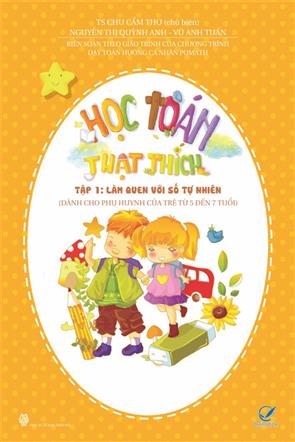 TS CHU CẨM THƠ (chủ biên)
NGUYỄN THỊ QUỲNH ANH - VŨ ANH TUẤN
BIÊN SOẠN THEO GIÁO TRÌNH CỦA CHƯƠNG TRÌNH
DẠY TOÁN HƯỚNG CÁ NHÂN POMATH
HỌC TOÁN
THẬT THÍCH
TẬP 1: LÀM QUEN VỚI SỐ TỰ NHIÊN
(DÀNH CHO PHỤ HUYNH CỦA TRẺ TỪ 5 ĐẾN 7 TUỔI)